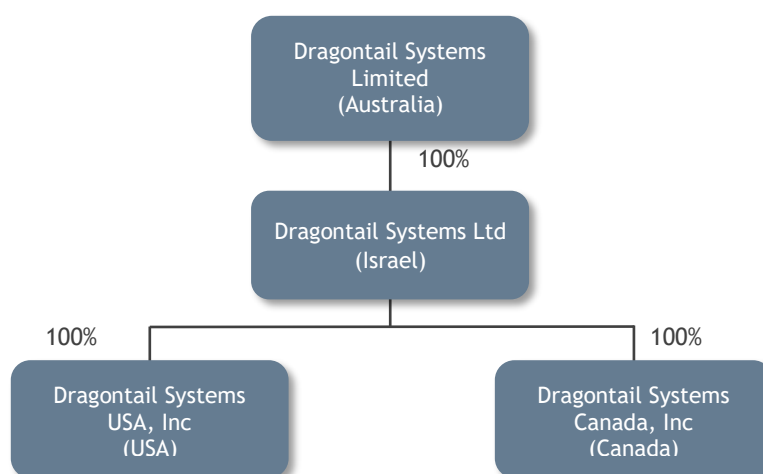 Dragontail Systems
Limited
(Australia)
100%
Dragontail Systems Ltd
(Israel)
100%
100%
Dragontail Systems
USA, Inc
(USA)
Dragontail Systems
Canada, Inc
(Canada)